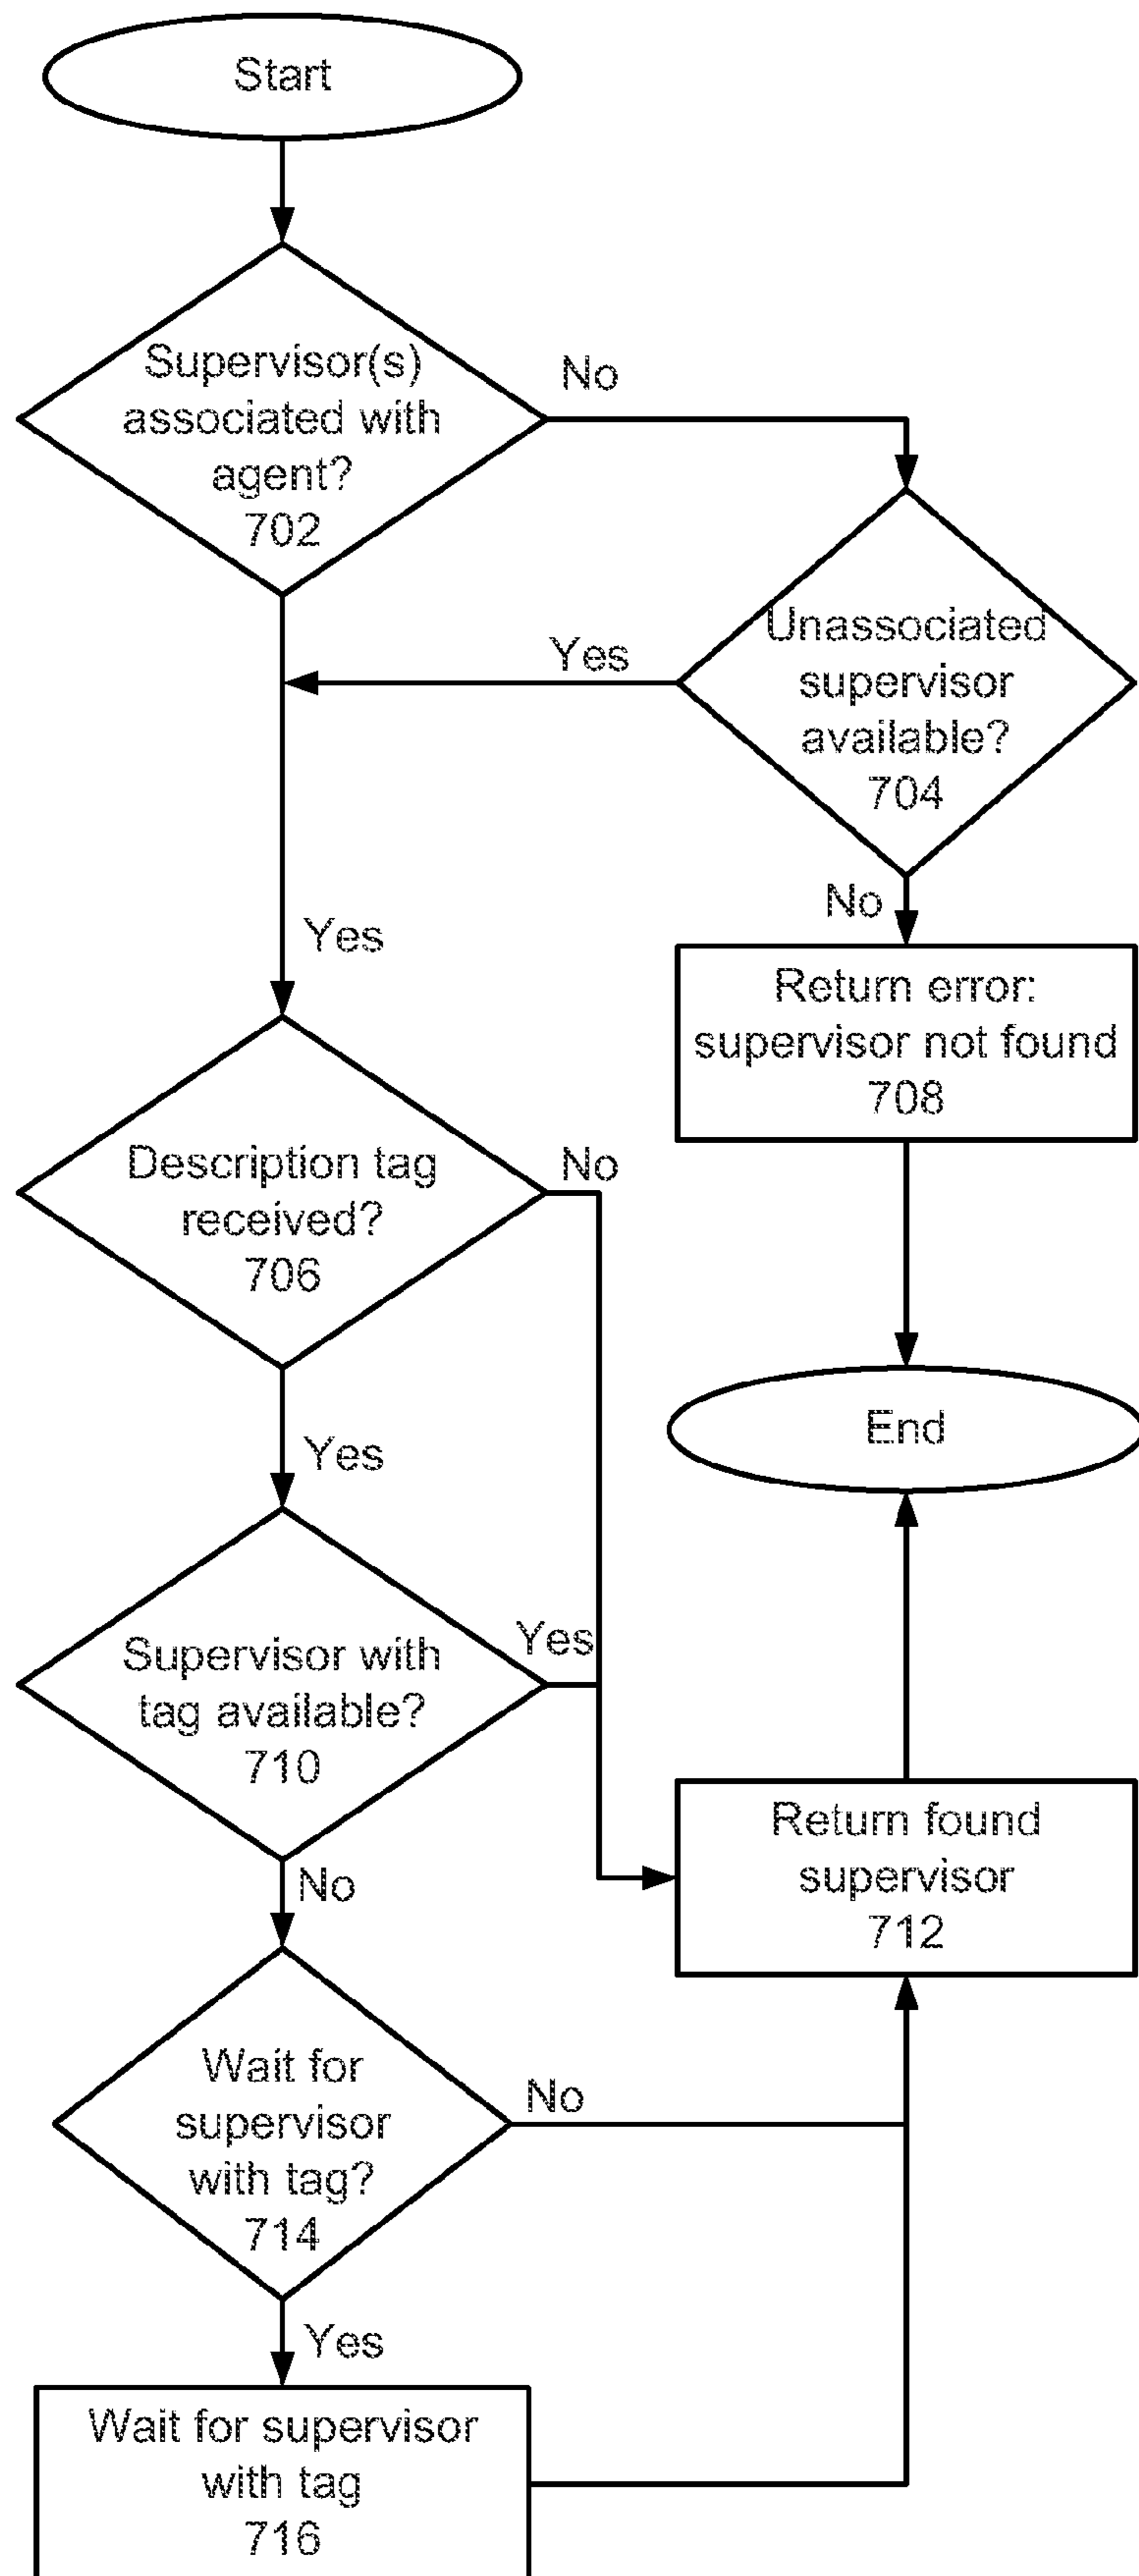 Start
Supervisor(s)
associated with
agent?
702
No
Unassociated
supervisor
available?
704
Yes
No
Yes
Return error:
supervisor not found
708
Description tag
received?
706
No
End
Yes
Supervisor with
tag available?
710
Yes
Return found
supervisor
712
No
Wait for
supervisor
with tag?
714
No
Yes
Wait for supervisor
with tag
716